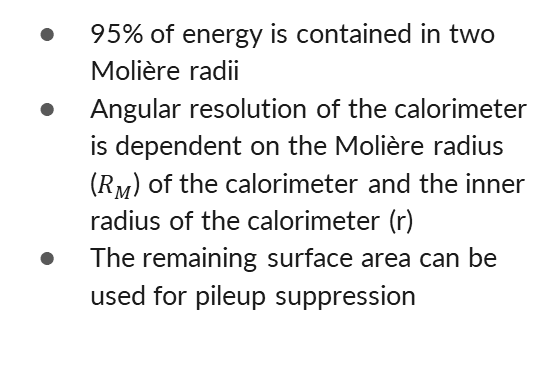 ● 95% of energy is contained in two
Molière radii
● Angular resolution of the calorimeter
is dependent on the Molière radius
(R_M) of the calorimeter and the inner
radius of the calorimeter (r)
● The remaining surface area can be
used for pileup suppression